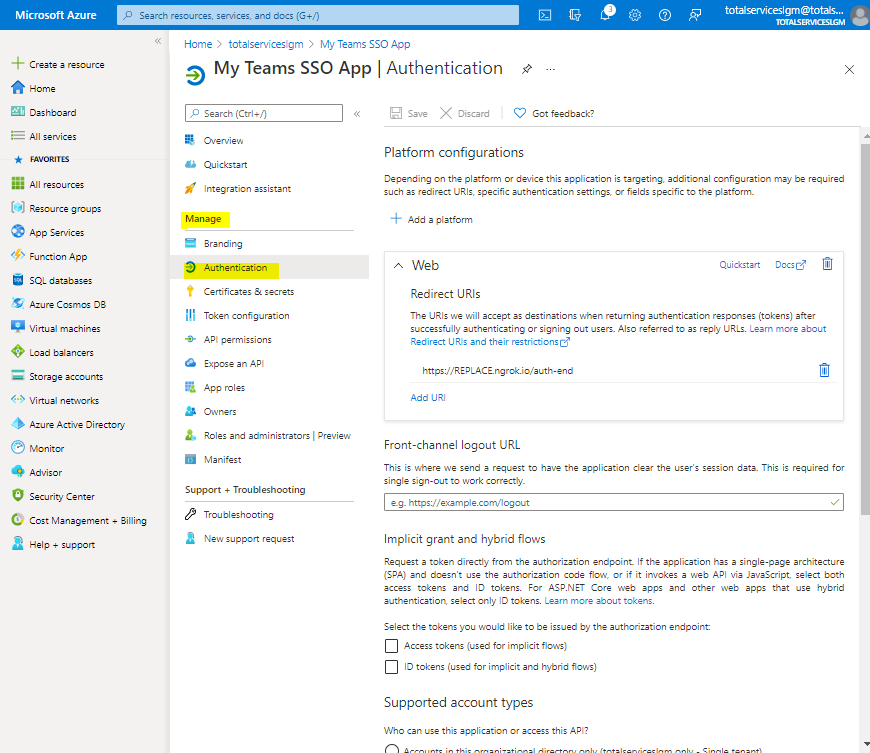 Microsoft Azure
Search resources, services, and docs (G+/)
3
totalserviceslgm@totals...
TOTALSERVICESLGM
«
Create a resource
Home
Dashboard
All services
FAVORITES
All resources
Resource groups
App Services
Function App
SQL databases
Azure Cosmos DB
Virtual machines
Load balancers
Storage accounts
Virtual networks
Azure Active Directory
Monitor
Advisor
Security Center
Cost Management + Billing
Help + support
Home > totalserviceslgm > My Teams SSO App
My Teams SSO App | Authentication
...
Search (Ctrl+/)
«
Overview
Quickstart
Integration assistant
Manage
Branding
Authentication
Certificates & secrets
Token configuration
API permissions
Expose an API
App roles
Owners
Roles and administrators | Preview
Manifest
Support + Troubleshooting
Troubleshooting
New support request
Save Discard Got feedback?
Platform configurations
Depending on the platform or device this application is targeting, additional configuration may be required
such as redirect URIs, specific authentication settings, or fields specific to the platform.
Add a platform
Web Quickstart Docs
Redirect URIs
The URIs we will accept as destinations when returning authentication responses (tokens) after
successfully authenticating or signing out users. Also referred to as reply URLs. Learn more about
Redirect URIs and their restrictions
https://REPLACE.ngrok.io/auth-end
Add URI
Front-channel logout URL
This is where we send a request to have the application clear the user's session data. This is required for
single sign-out to work correctly.
e.g. https://example.com/logout
Implicit grant and hybrid flows
Request a token directly from the authorization endpoint. If the application has a single-page architecture
(SPA) and doesn't use the authorization code flow, or if it invokes a web API via JavaScript, select both
access tokens and ID tokens. For ASP.NET Core web apps and other web apps that use hybrid
authentication, select only ID tokens. Learn more about tokens.
Select the tokens you would like to be issued by the authorization endpoint:
Access tokens (used for implicit flows)
ID tokens (used for implicit and hybrid flows)
Supported account types
Who can use this application or access this API?
Accounts in this organizational directory only (totalserviceslgm only - Single tenant)